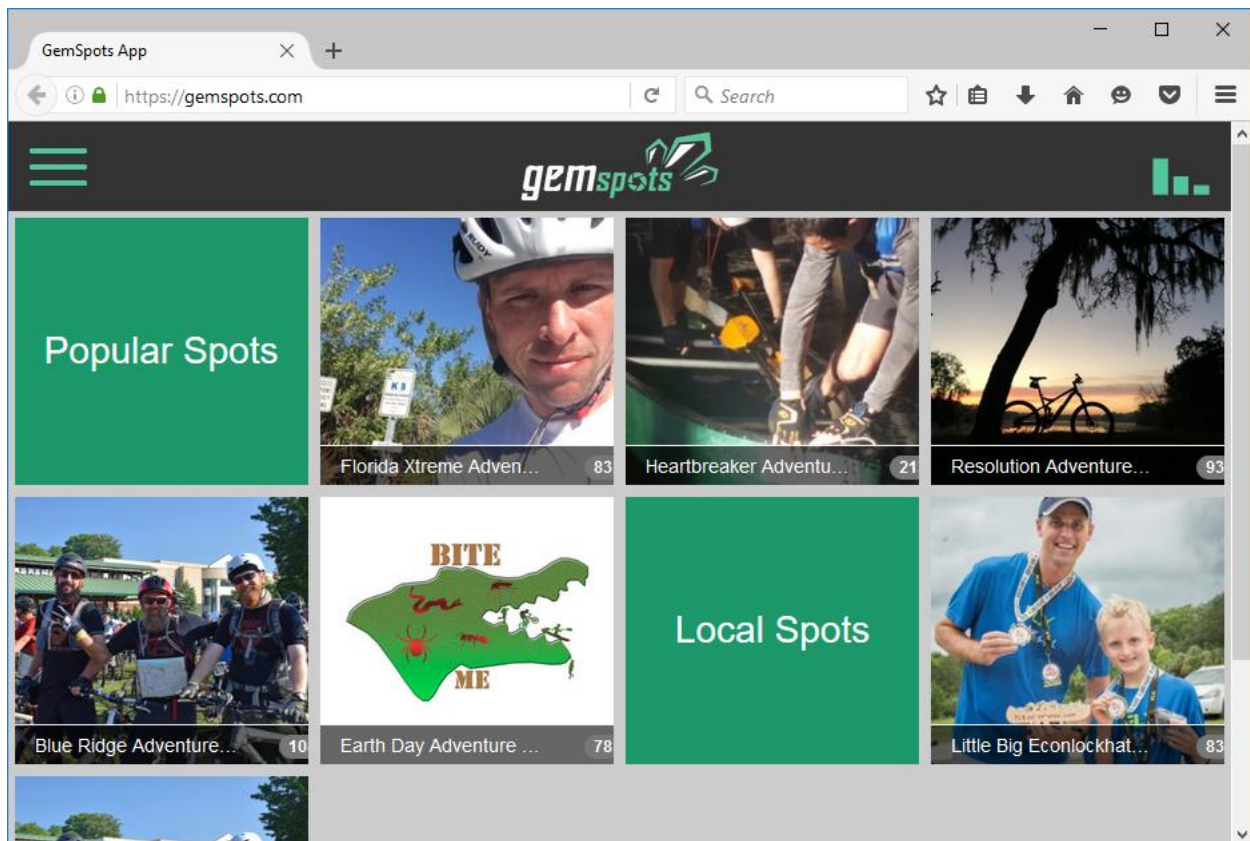 GemSpots App
https://gemspots.com
Search
gemspots
Popular Spots
RUDY
Florida Xtreme Adven... 83
Heartbreaker Adventu... 21
Resolution Adventure... 93
Blue Ridge Adventure... 10
BITE
ME
Earth Day Adventure ... 78
Local Spots
Little Big Econlockhat... 83